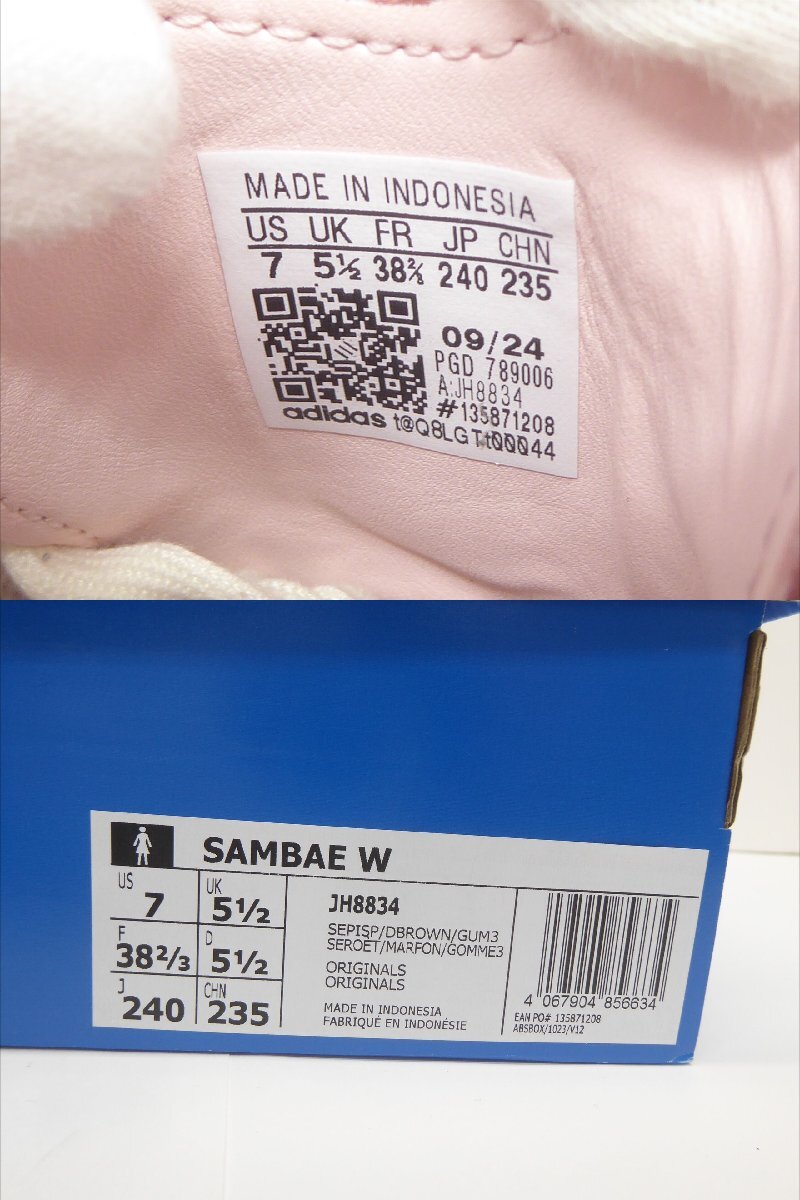 MADE IN INDONESIA
US UK FR JP CHN
7 5½ 38⅔ 240 235
09/24
PGD 789006
A:JH8834
#135871208
adidas t@Q8LGTt00044
SAMBAE W
US 7 UK 5½
F 38⅔ D 5½
J 240 CHN 235
JH8834
SEPISP/DBROWN/GUM3
SEROET/MARFON/GOMME3
ORIGINALS
ORIGINALS
MADE IN INDONESIA
FABRIQUÉ EN INDONÉSIE
4 067904 856634
EAN PO# 135871208
ABSBOX/1023/V12